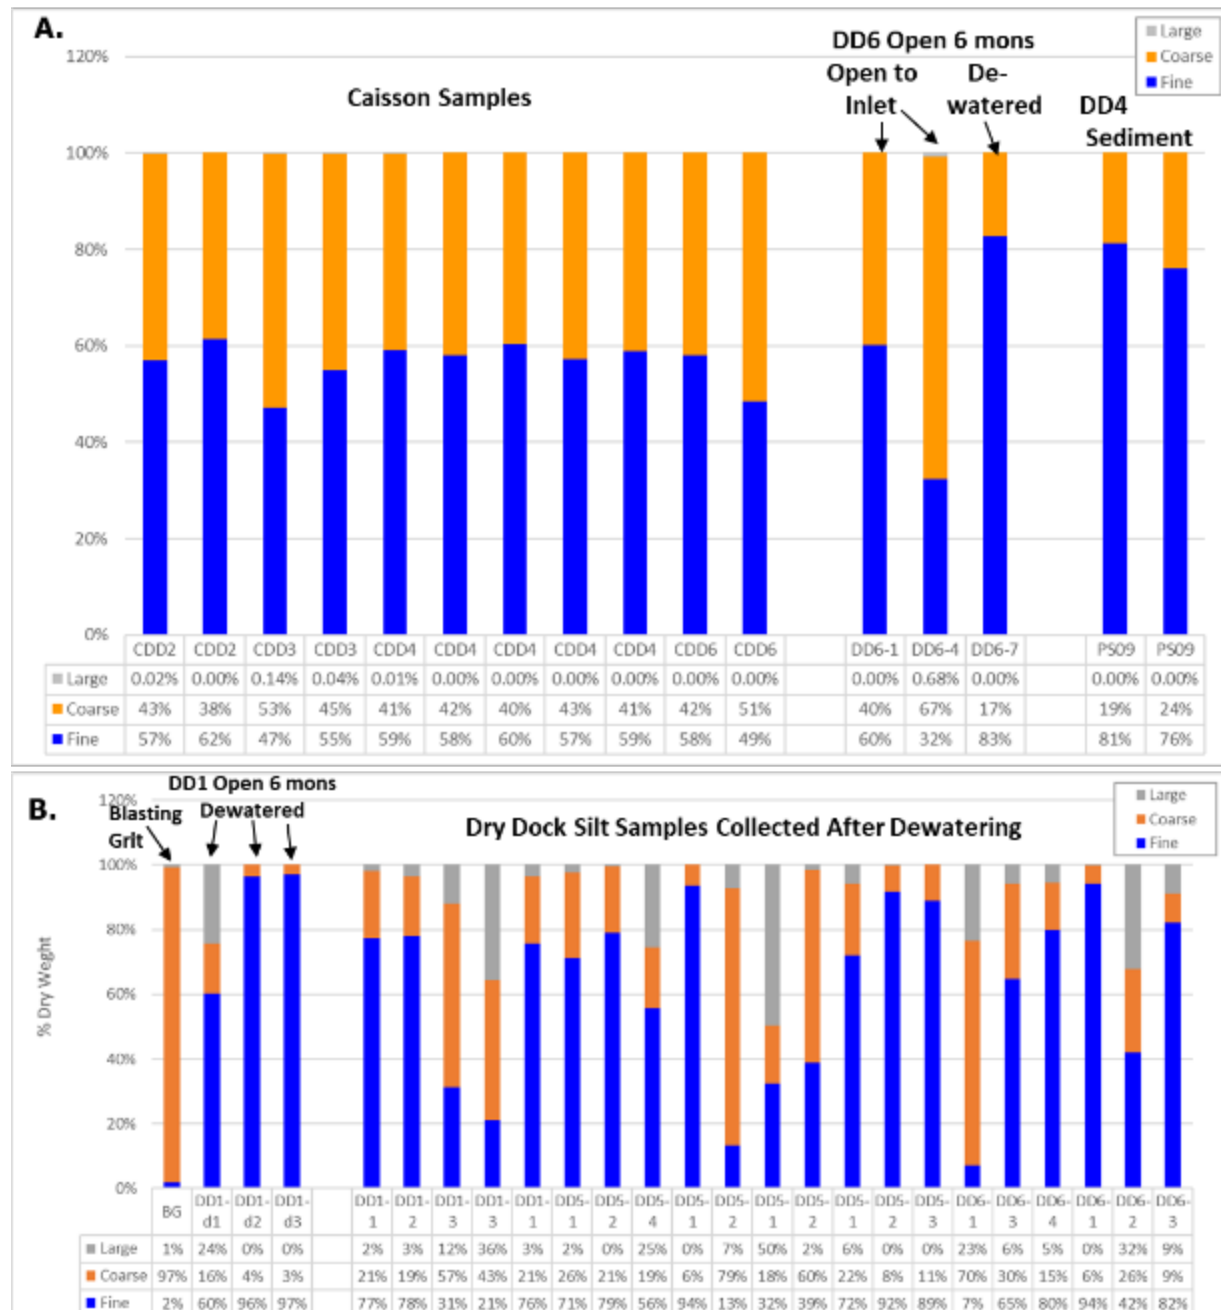 A.
Large
Coarse
Fine
DD6 Open 6 mons
Open to Inlet
De-watered
Caisson Samples
DD4 Sediment
120%
100%
80%
60%
40%
20%
0%
CDD2 CDD2 CDD3 CDD3 CDD4 CDD4 CDD4 CDD4 CDD4 CDD6 CDD6 DD6-1 DD6-4 DD6-7 PS09 PS09
Large 0.02% 0.00% 0.14% 0.04% 0.01% 0.00% 0.00% 0.00% 0.00% 0.00% 0.00% 0.00% 0.68% 0.00% 0.00% 0.00%
Coarse 43% 38% 53% 45% 41% 42% 40% 43% 41% 42% 51% 40% 67% 17% 19% 24%
Fine 57% 62% 47% 55% 59% 58% 60% 57% 59% 58% 49% 60% 32% 83% 81% 76%
B.
DD1 Open 6 mons
Dewatered
Blasting
Grit
Dry Dock Silt Samples Collected After Dewatering
Large
Coarse
Fine
% Dry Weght
120%
100%
80%
60%
40%
20%
0%
BG DD1-d1 DD1-d2 DD1-d3 DD1-1 DD1-2 DD1-3 DD1-3 DD1-1 DD5-1 DD5-2 DD5-4 DD5-1 DD5-2 DD5-1 DD5-2 DD5-1 DD5-2 DD5-3 DD6-1 DD6-3 DD6-4 DD6-1 DD6-2 DD6-3
Large 1% 24% 0% 0% 2% 3% 12% 36% 3% 2% 0% 25% 0% 7% 50% 2% 6% 0% 0% 23% 6% 5% 0% 32% 9%
Coarse 97% 16% 4% 3% 21% 19% 57% 43% 21% 26% 21% 19% 6% 79% 18% 60% 22% 8% 11% 70% 30% 15% 6% 26% 9%
Fine 2% 60% 96% 97% 77% 78% 31% 21% 76% 71% 79% 56% 94% 13% 32% 39% 72% 92% 89% 7% 65% 80% 94% 42% 82%